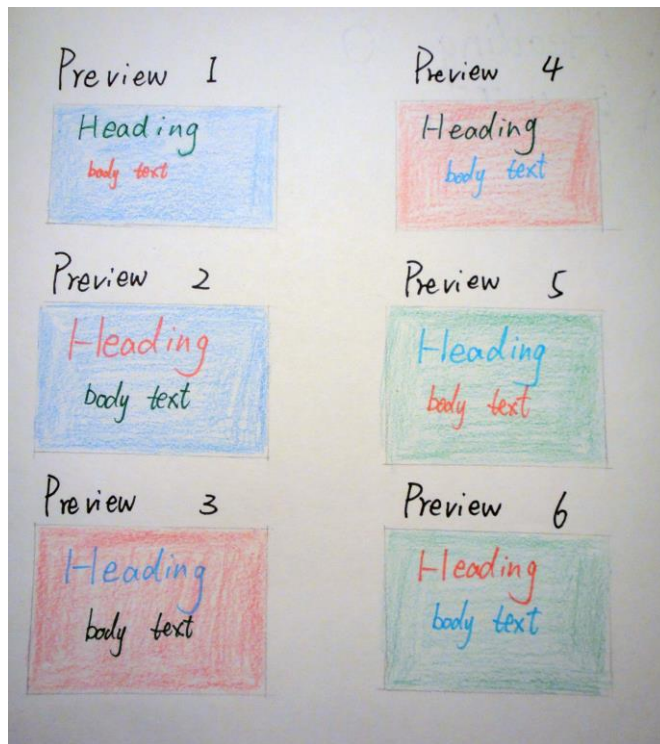 Preview 1
Heading
body text
Preview 2
Heading
body text
Preview 3
Heading
body text
Preview 4
Heading
body text
Preview 5
Heading
body text
Preview 6
Heading
body text